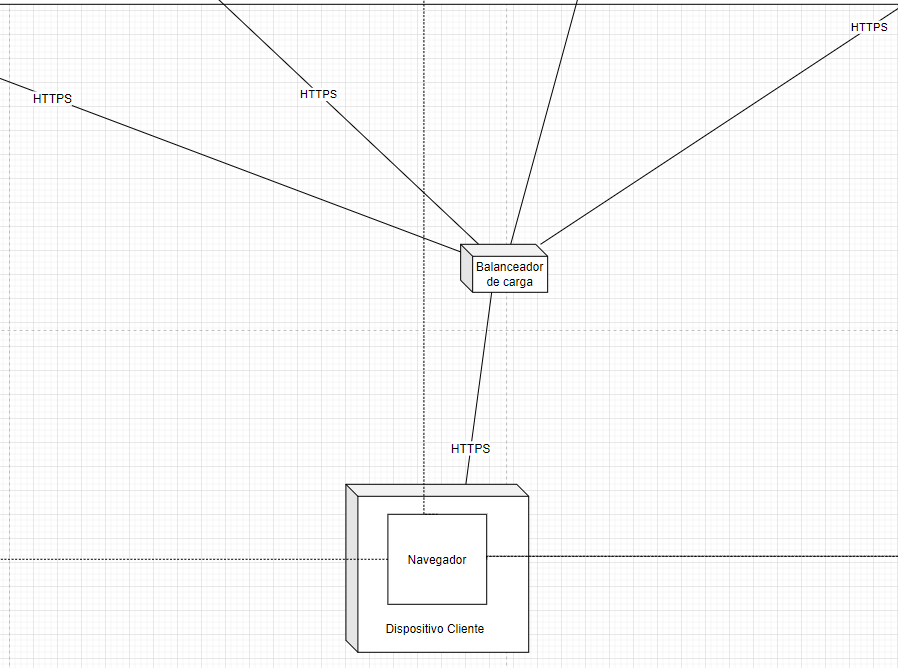 HTTPS
HTTPS
HTTPS
Balanceador
de carga
HTTPS
Navegador
Dispositivo Cliente